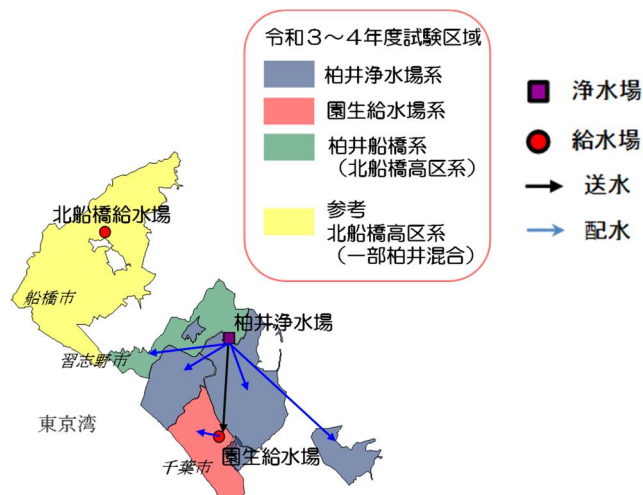 令和３～４年度試験区域
柏井浄水場系
園生給水場系
柏井船橋系
（北船橋高区系）
参考
北船橋高区系
（一部柏井混合）
浄水場
給水場
送水
配水
北船橋給水場
船橋市
柏井浄水場
習志野市
東京湾
園生給水場
千葉市